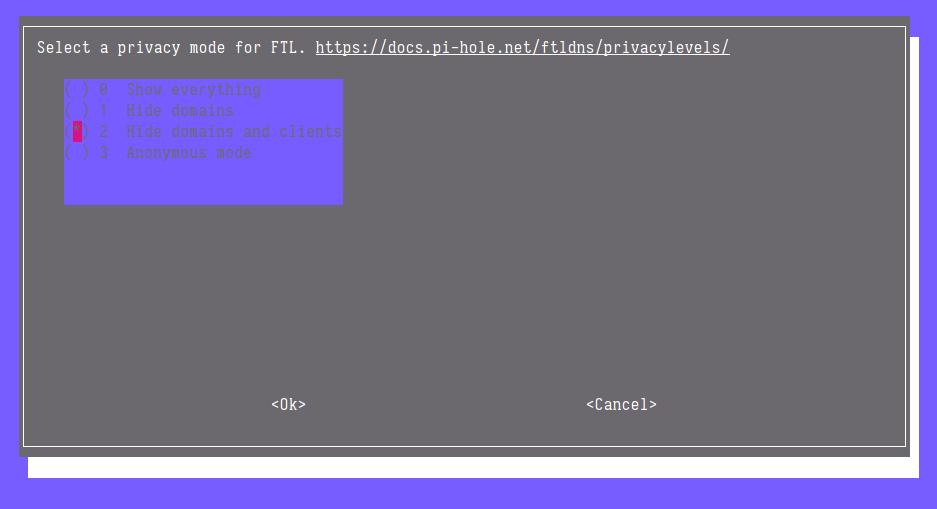 Select a privacy mode for FTL. https://docs.pi-hole.net/ftldns/privacylevels/
( ) 0  Show everything
( ) 1  Hide domains
(*) 2  Hide domains and clients
( ) 3  Anonymous mode
<Ok> <Cancel>